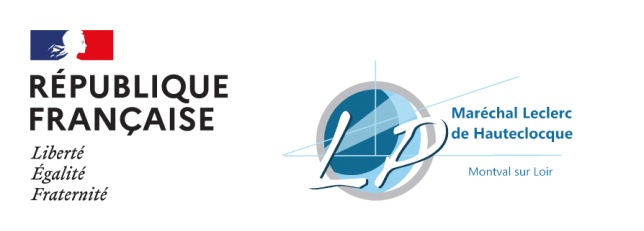 RÉPUBLIQUE
FRANÇAISE
Liberté
Égalité
Fraternité
LP
Maréchal Leclerc
de Hauteclocque
Montval sur Loir